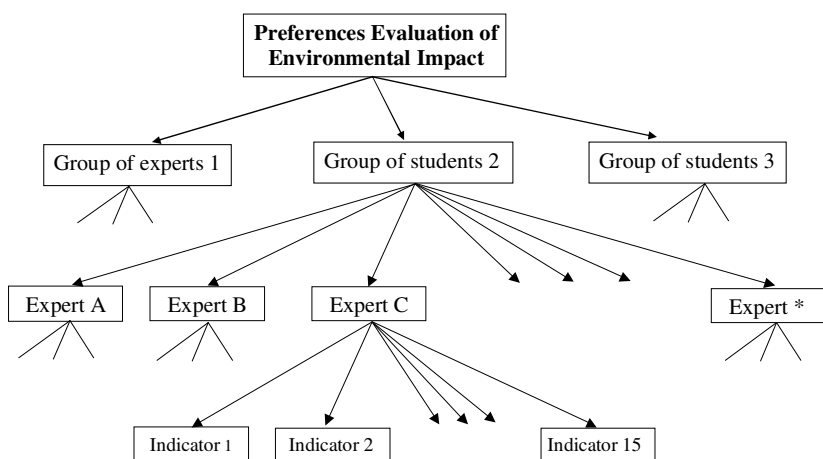 Preferences Evaluation of
Environmental Impact
Group of experts 1
Group of students 2
Group of students 3
Expert A
Expert B
Expert C
Expert *
Indicator 1
Indicator 2
Indicator 15